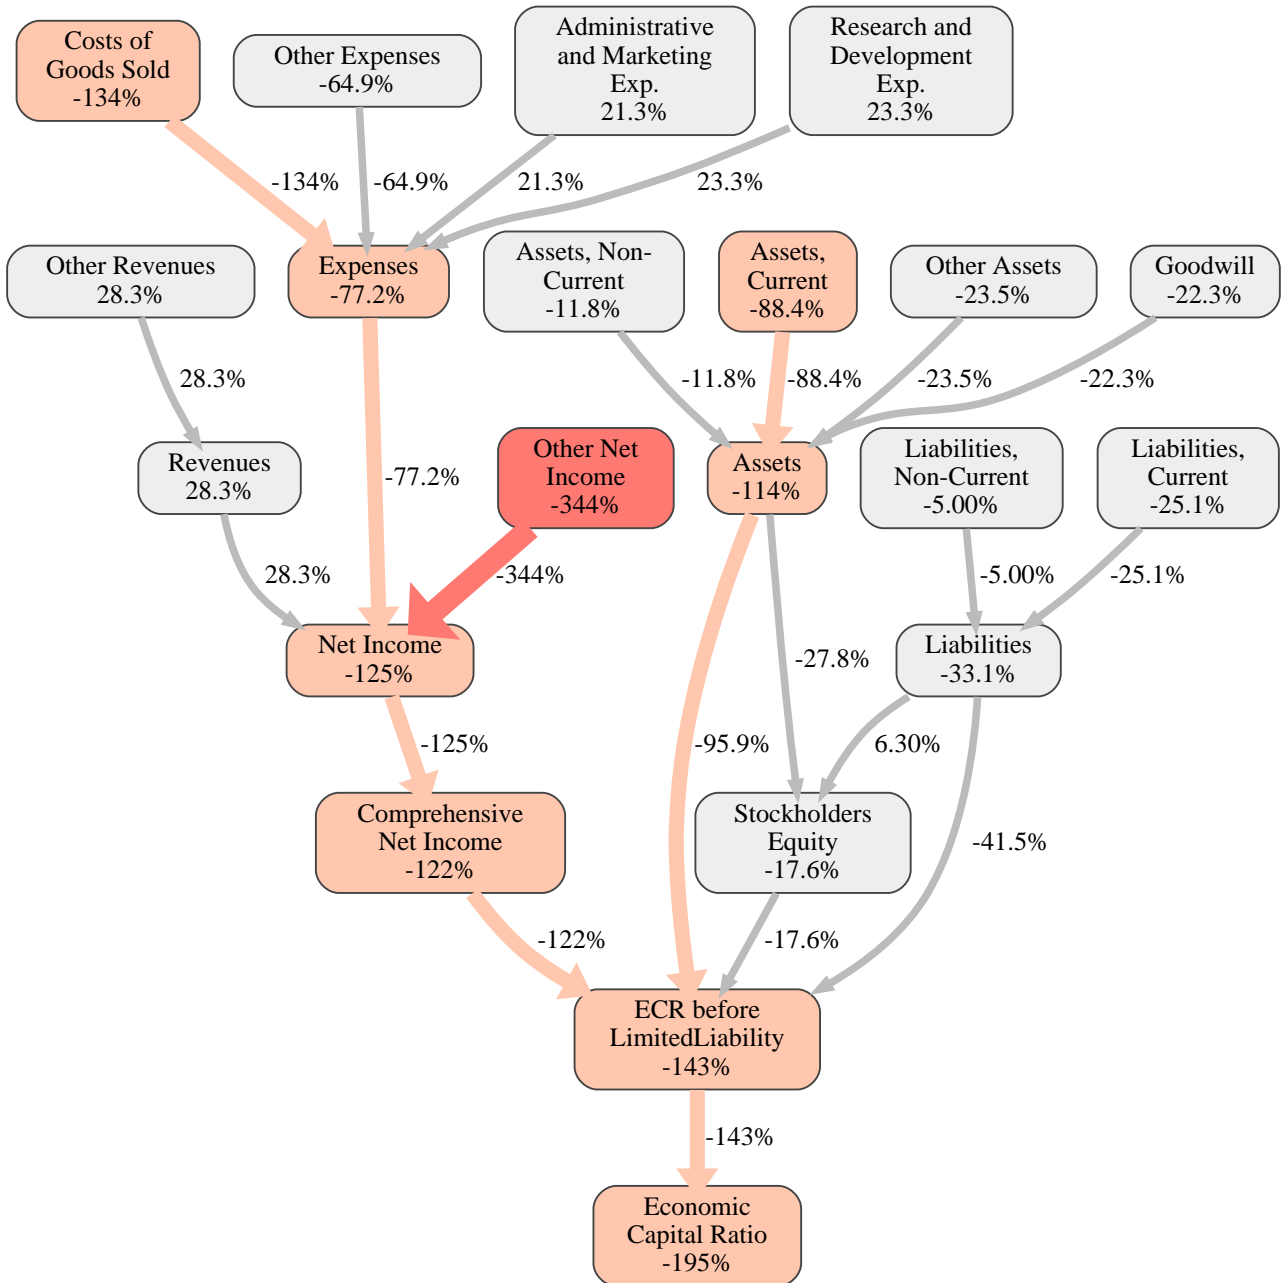 Costs of
Goods Sold
-134%
Other Expenses
-64.9%
Administrative
and Marketing
Exp.
21.3%
Research and
Development
Exp.
23.3%
-134%
-64.9%
21.3%
23.3%
Other Revenues
28.3%
Expenses
-77.2%
Assets, Non-
Current
-11.8%
Assets,
Current
-88.4%
Other Assets
-23.5%
Goodwill
-22.3%
28.3%
-11.8%
-88.4%
-23.5%
-22.3%
Revenues
28.3%
-77.2%
Other Net
Income
-344%
Assets
-114%
Liabilities,
Non-Current
-5.00%
Liabilities,
Current
-25.1%
28.3%
-344%
-5.00%
-25.1%
Net Income
-125%
-27.8%
Liabilities
-33.1%
-125%
-95.9%
6.30%
Comprehensive
Net Income
-122%
Stockholders
Equity
-17.6%
-41.5%
-122%
-17.6%
ECR before
LimitedLiability
-143%
-143%
Economic
Capital Ratio
-195%